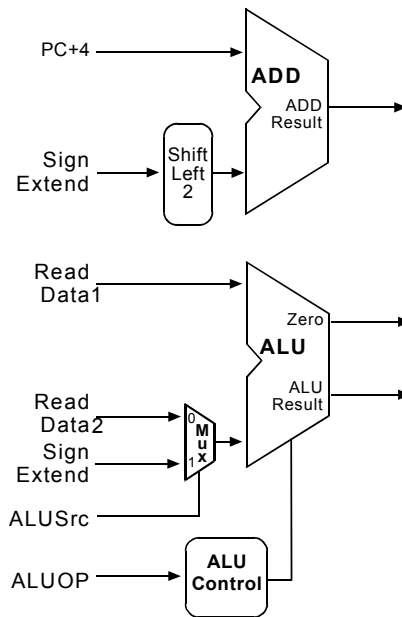 PC+4
ADD
ADD
Result
Sign
Extend
Shift
Left
2
Read
Data1
Zero
ALU
ALU
Result
Read
Data2
0
Mux
1
Sign
Extend
ALUSrc
ALUOP
ALU
Control